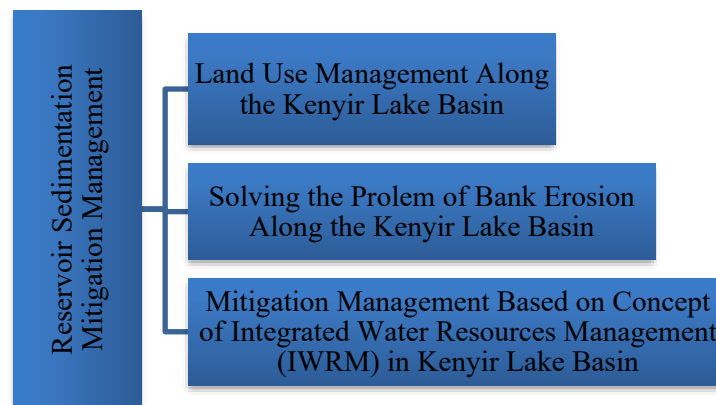 Reservoir Sedimentation
Mitigation Management
Land Use Management Along
the Kenyir Lake Basin
Solving the Prolem of Bank Erosion
Along the Kenyir Lake Basin
Mitigation Management Based on Concept
of Integrated Water Resources Management
(IWRM) in Kenyir Lake Basin